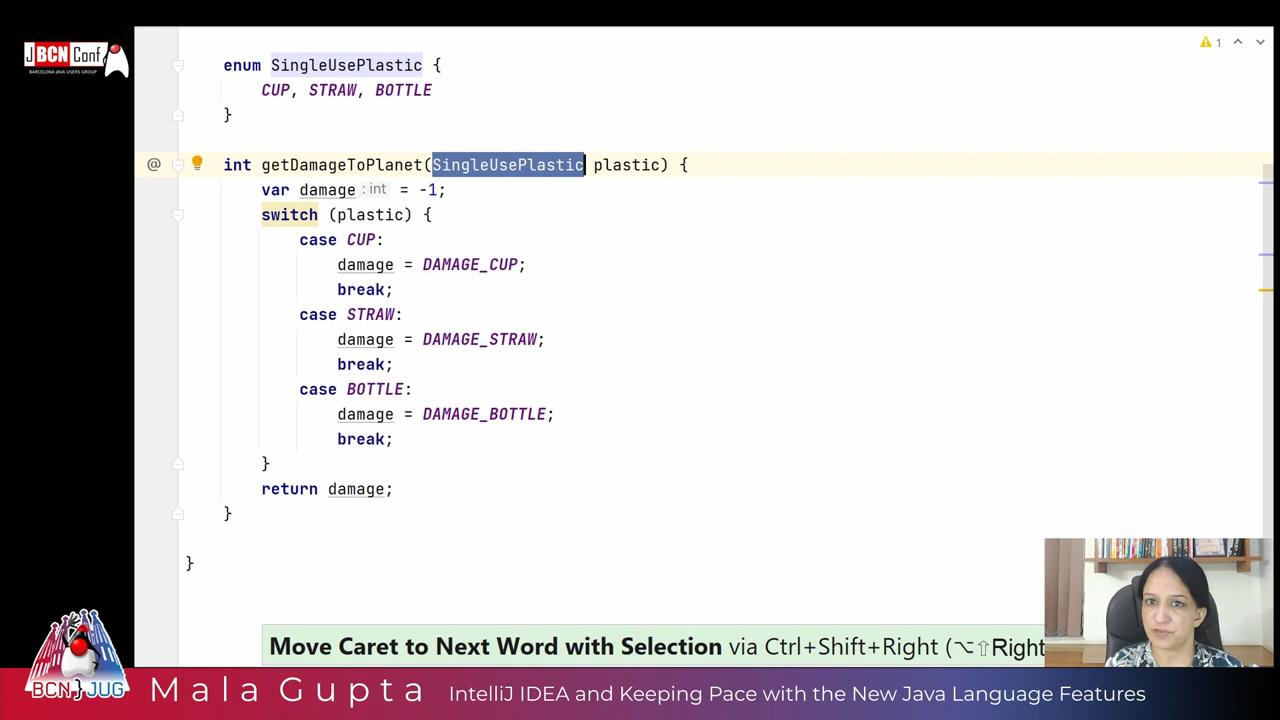 JBCNConf
BARCELONA JAVA USERS GROUP
1
enum SingleUsePlastic {
CUP, STRAW, BOTTLE
}
@
int getDamageToPlanet(SingleUsePlastic plastic) {
var damage : int = -1;
switch (plastic) {
case CUP:
damage = DAMAGE_CUP;
break;
case STRAW:
damage = DAMAGE_STRAW;
break;
case BOTTLE:
damage = DAMAGE_BOTTLE;
break;
}
return damage;
}
}
Move Caret to Next Word with Selection via Ctrl+Shift+Right (⌥⇧Right
BCN}JUG
Mala Gupta
IntelliJ IDEA and Keeping Pace with the New Java Language Features